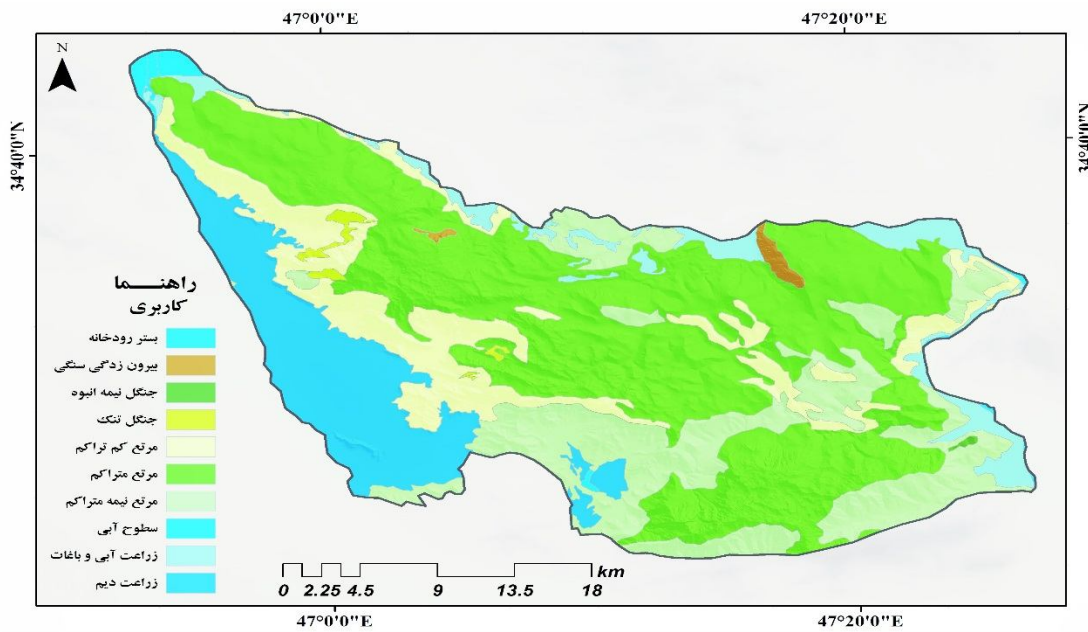 47°0'0"E 47°20'0"E
N
34°40'0"N
34°40'0"N
راهنما
کاربری
بستر رودخانه
بیرون زدگی سنگی
جنگل نیمه انبوه
جنگل تنک
مرتع کم تراکم
مرتع متراکم
مرتع نیمه متراکم
سطوح آبی
زراعت آبی و باغات
زراعت دیم
km
0 2.25 4.5 9 13.5 18
47°0'0"E 47°20'0"E